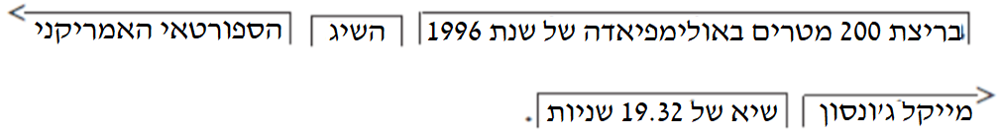 בריצת 200 מטרים באולימפיאדה של שנת 1996 השיג הספורטאי האמריקני
מייקל ג'ונסון שיא של 19.32 שניות.